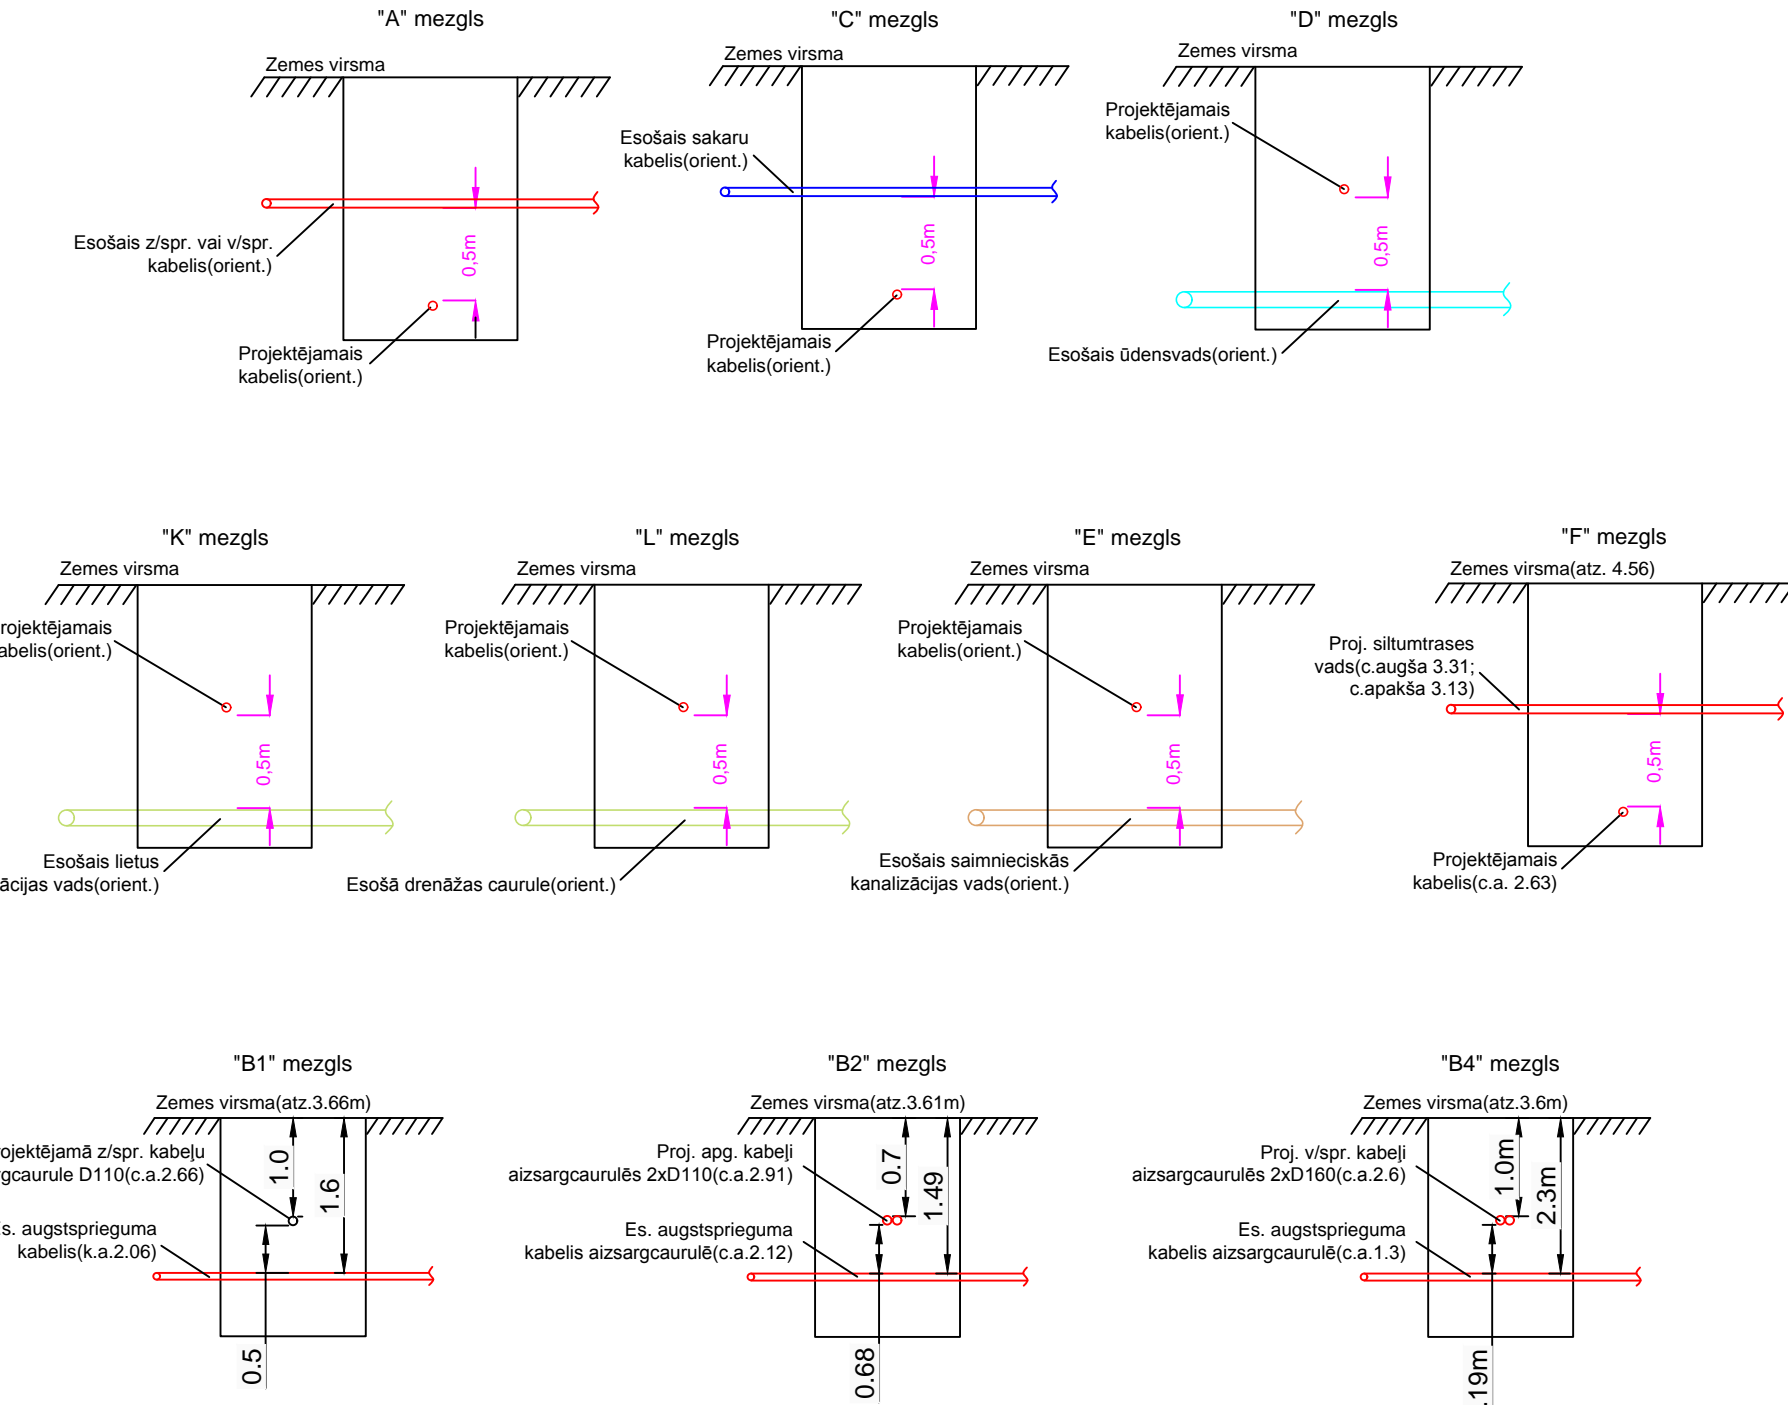 "A" mezgls
Zemes virsma
Esošais z/spr. vai v/spr.
kabelis(orient.)
0,5m
Projektējamais
kabelis(orient.)
"C" mezgls
Zemes virsma
Esošais sakaru
kabelis(orient.)
0,5m
Projektējamais
kabelis(orient.)
"D" mezgls
Zemes virsma
Projektējamais
kabelis(orient.)
0,5m
Esošais ūdensvads(orient.)
"K" mezgls
Zemes virsma
rojektējamais
abelis(orient.)
0,5m
Esošais lietus
ācijas vads(orient.)
"L" mezgls
Zemes virsma
Projektējamais
kabelis(orient.)
0,5m
Esošā drenāžas caurule(orient.)
"E" mezgls
Zemes virsma
Projektējamais
kabelis(orient.)
0,5m
Esošais saimnieciskās
kanalizācijas vads(orient.)
"F" mezgls
Zemes virsma(atz. 4.56)
Proj. siltumtrases
vads(c.augša 3.31;
c.apakša 3.13)
0,5m
Projektējamais
kabelis(c.a. 2.63)
"B1" mezgls
Zemes virsma(atz.3.66m)
ojektējamā z/spr. kabeļu
rgcaurule D110(c.a.2.66)
1.0
1.6
s. augstsprieguma
kabelis(k.a.2.06)
0.5
"B2" mezgls
Zemes virsma(atz.3.61m)
Proj. apg. kabeļi
aizsargcaurulēs 2xD110(c.a.2.91)
0.7
1.49
Es. augstsprieguma
kabelis aizsargcaurulē(c.a.2.12)
0.68
"B4" mezgls
Zemes virsma(atz.3.6m)
Proj. v/spr. kabeļi
aizsargcaurulēs 2xD160(c.a.2.6)
1.0m
2.3m
Es. augstsprieguma
kabelis aizsargcaurulē(c.a.1.3)
.19m